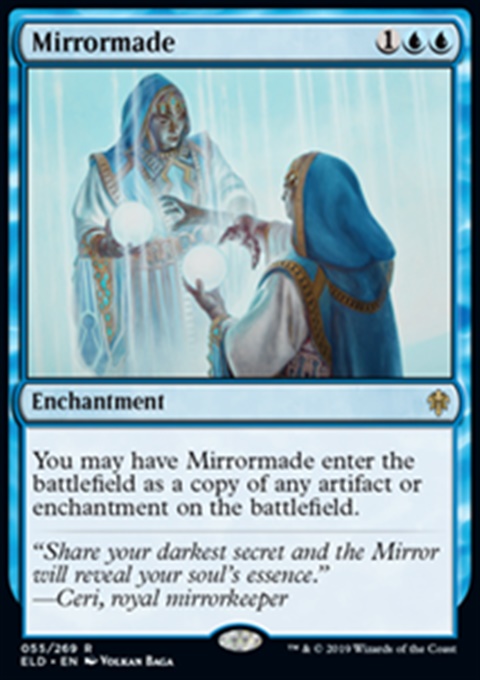 Mirrormade 1
Enchantment
You may have Mirrormade enter the
battlefield as a copy of any artifact or
enchantment on the battlefield.
“Share your darkest secret and the Mirror
will reveal your soul’s essence.”
—Ceri, royal mirrorkeeper
055/269 R
ELD • EN Volkan Baga
™ & © 2019 Wizards of the Coast